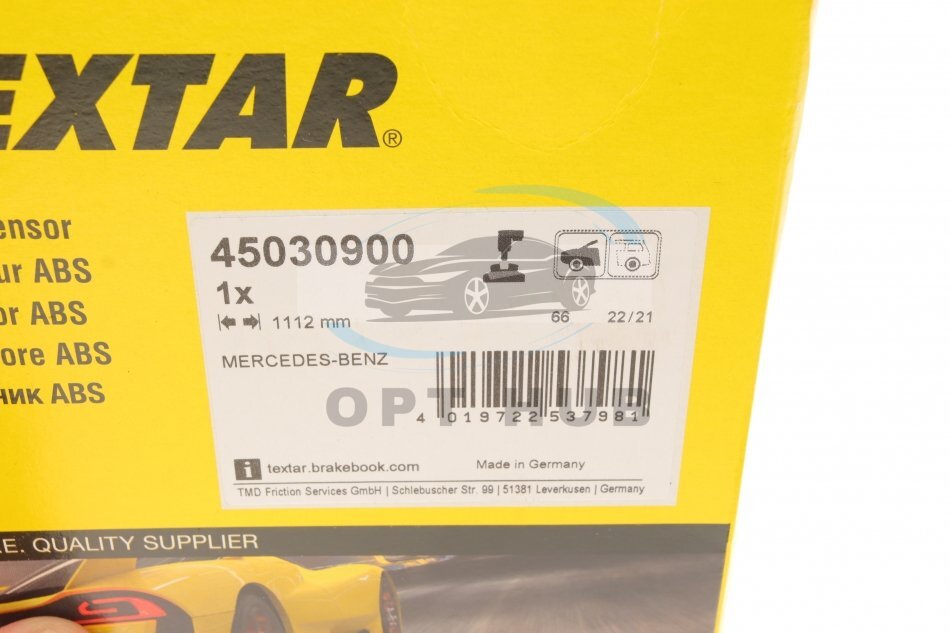 EXTAR®
ensor
ur ABS
or ABS
ore ABS
ник ABS
45030900
1x
1112 mm
66 22/21
MERCEDES-BENZ
OPT HUB
4 019722 537981
i textar.brakebook.com Made in Germany
TMD Friction Services GmbH | Schlebuscher Str. 99 | 51381 Leverkusen | Germany
.E. QUALITY SUPPLIER